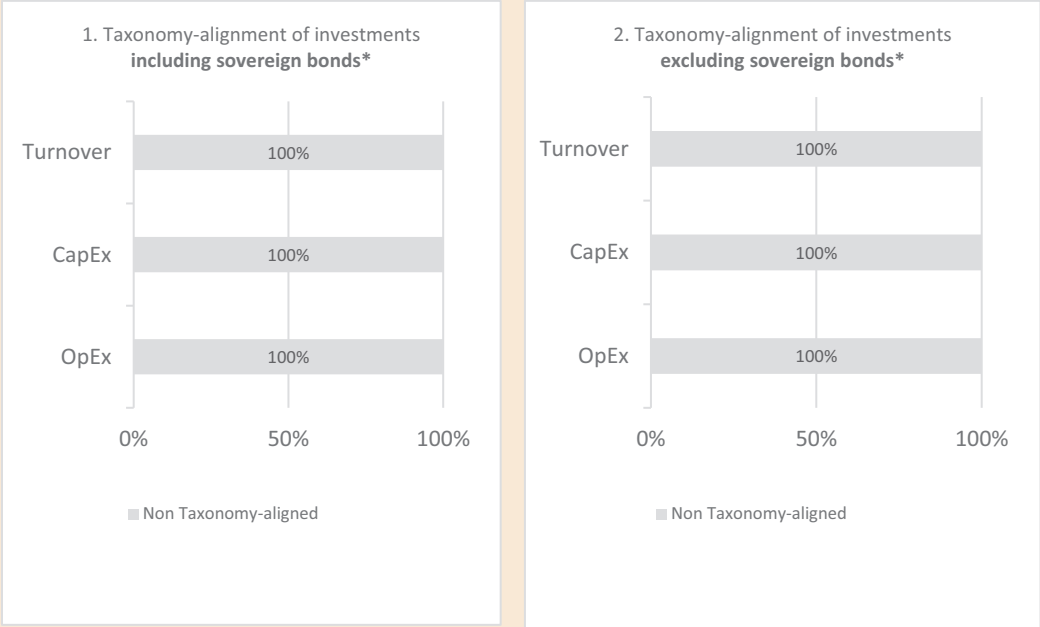 1. Taxonomy-alignment of investments
including sovereign bonds*
Turnover
100%
CapEx
100%
OpEx
100%
0%
50%
100%
Non Taxonomy-aligned
2. Taxonomy-alignment of investments
excluding sovereign bonds*
Turnover
100%
CapEx
100%
OpEx
100%
0%
50%
100%
Non Taxonomy-aligned